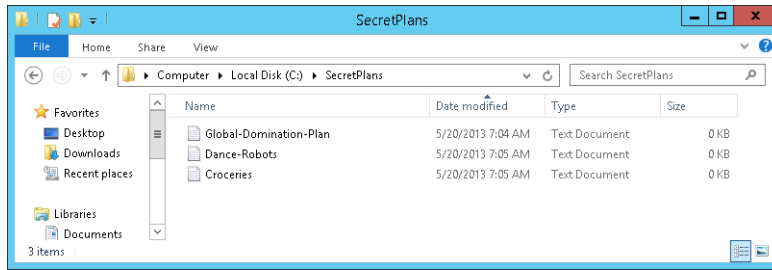 SecretPlans
File Home Share View
Computer Local Disk (C:) SecretPlans Search SecretPlans
Favorites
Desktop
Downloads
Recent places
Libraries
Documents
Name Date modified Type Size
Global-Domination-Plan 5/20/2013 7:04 AM Text Document 0 KB
Dance-Robots 5/20/2013 7:05 AM Text Document 0 KB
Croceries 5/20/2013 7:05 AM Text Document 0 KB
3 items